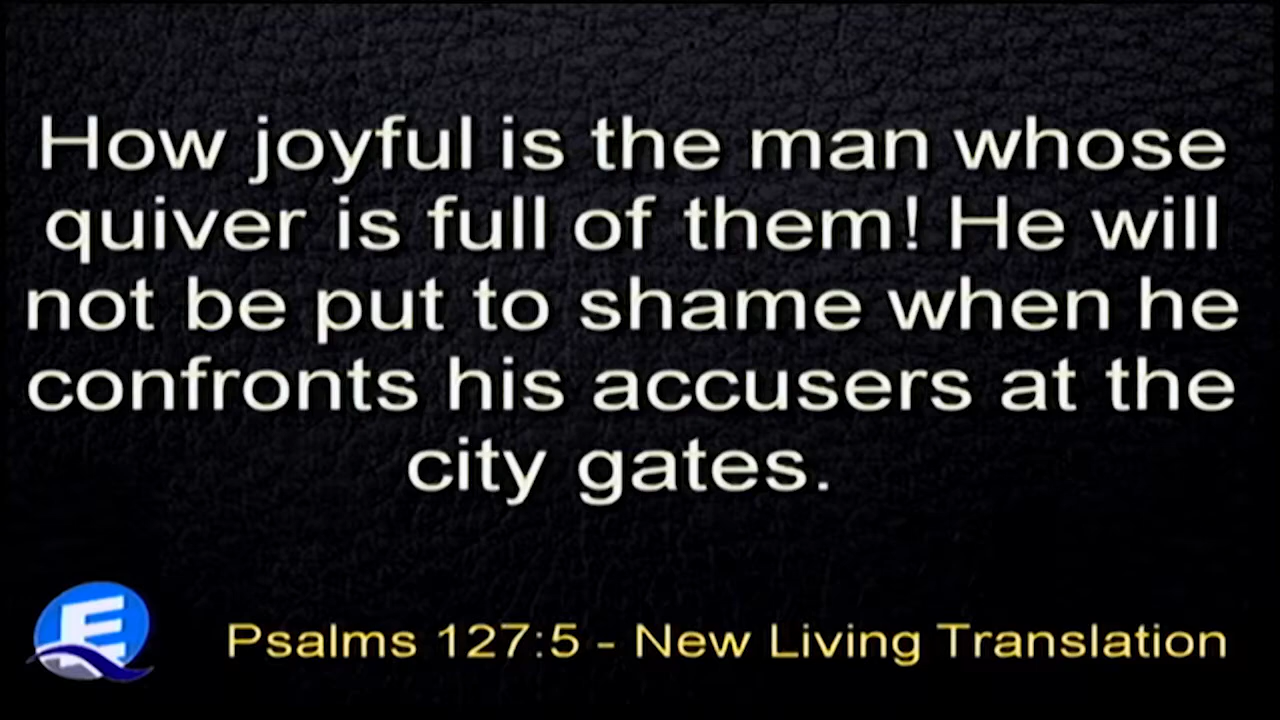 How joyful is the man whose
quiver is full of them! He will
not be put to shame when he
confronts his accusers at the
city gates.
E
Psalms 127:5 - New Living Translation